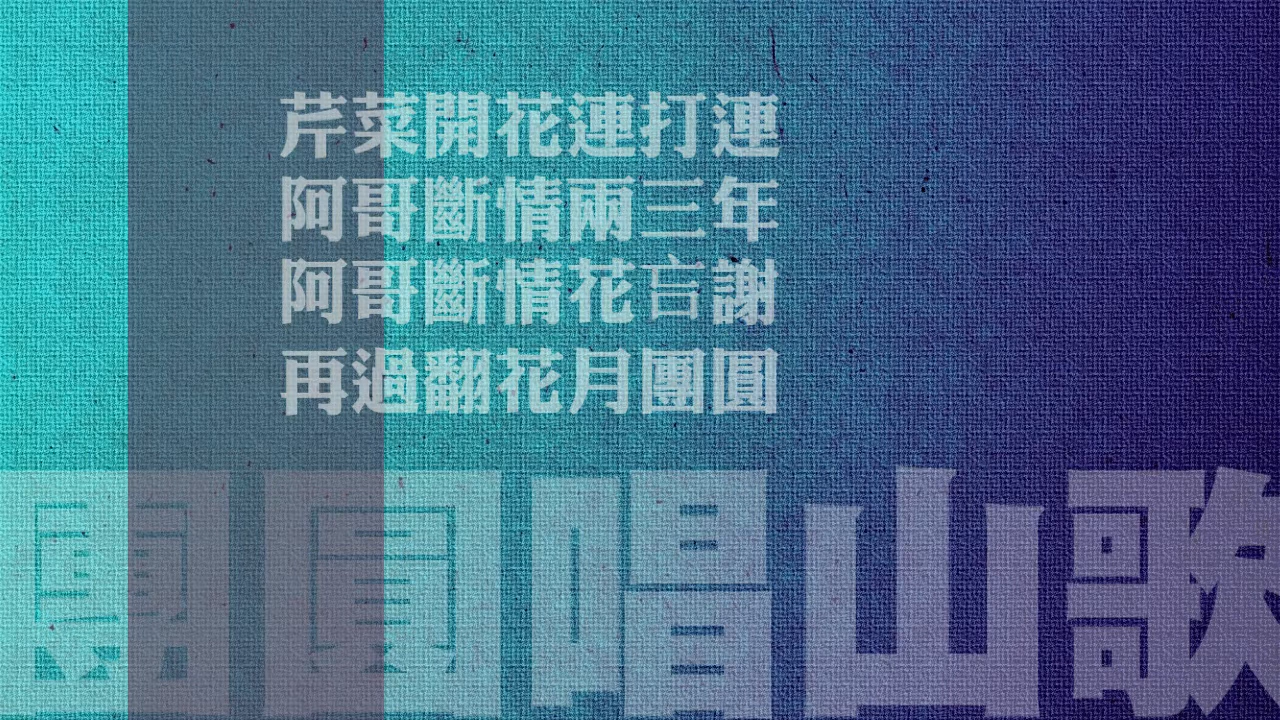 芹菜開花連打連
阿哥斷情兩三年
阿哥斷情花吂謝
再過翻花月團圓
團圓唱山歌